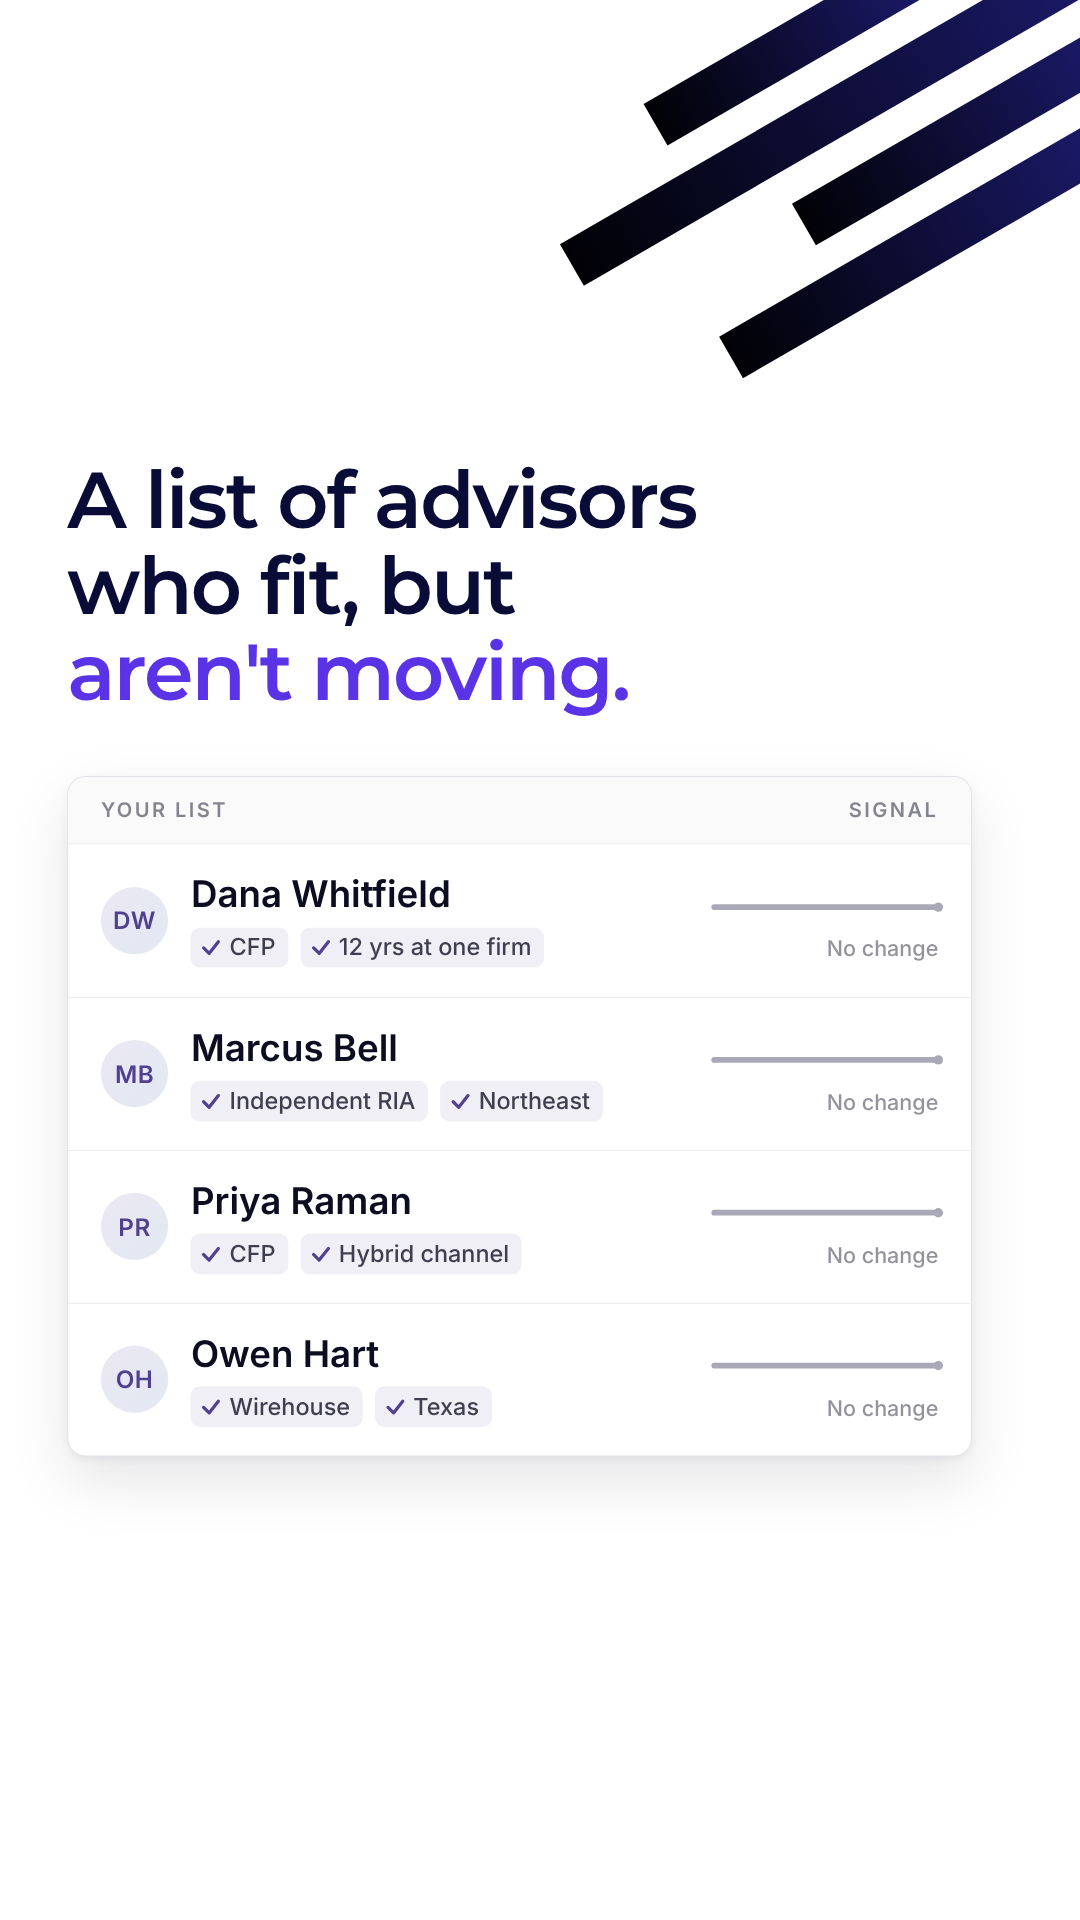 A list of advisors
who fit, but
aren't moving.
YOUR LIST SIGNAL
DW Dana Whitfield
CFP 12 yrs at one firm No change
MB Marcus Bell
Independent RIA Northeast No change
PR Priya Raman
CFP Hybrid channel No change
OH Owen Hart
Wirehouse Texas No change